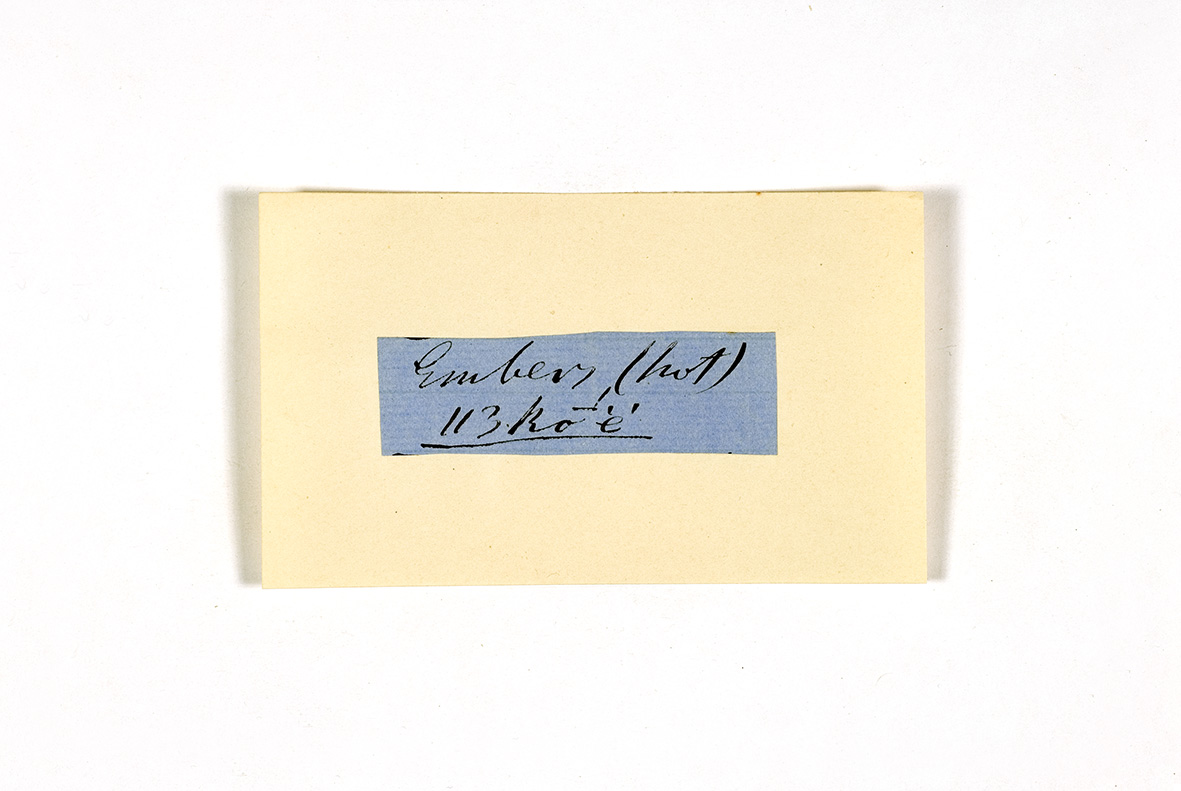 Embers, (hot)
113 kō'ė'